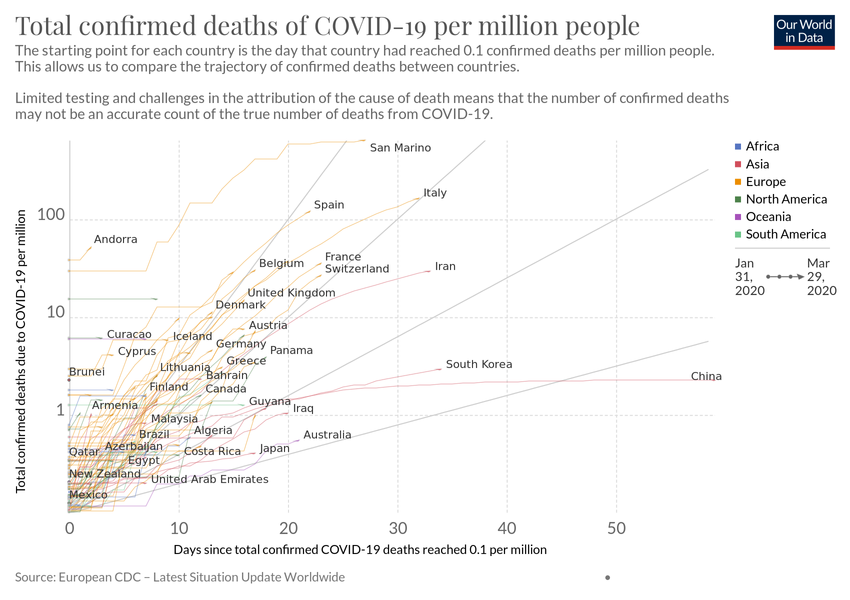 Total confirmed deaths of COVID-19 per million people
Our World
in Data
The starting point for each country is the day that country had reached 0.1 confirmed deaths per million people.
This allows us to compare the trajectory of confirmed deaths between countries.
Limited testing and challenges in the attribution of the cause of death means that the number of confirmed deaths
may not be an accurate count of the true number of deaths from COVID-19.
Total confirmed deaths due to COVID-19 per million
100
10
1
San Marino
Italy
Spain
Andorra
Belgium
France
Switzerland
Iran
United Kingdom
Denmark
Austria
Curacao
Iceland
Germany
Cyprus
Panama
Greece
South Korea
Lithuania
Brunei
Bahrain
China
Finland
Canada
Armenia
Guyana
Iraq
Malaysia
Algeria
Brazil
Australia
Azerbaijan
Qatar
Costa Rica
Japan
Egypt
New Zealand
United Arab Emirates
Mexico
0
10
20
30
40
50
Days since total confirmed COVID-19 deaths reached 0.1 per million
Africa
Asia
Europe
North America
Oceania
South America
Jan
31,
2020
Mar
29,
2020
Source: European CDC – Latest Situation Update Worldwide